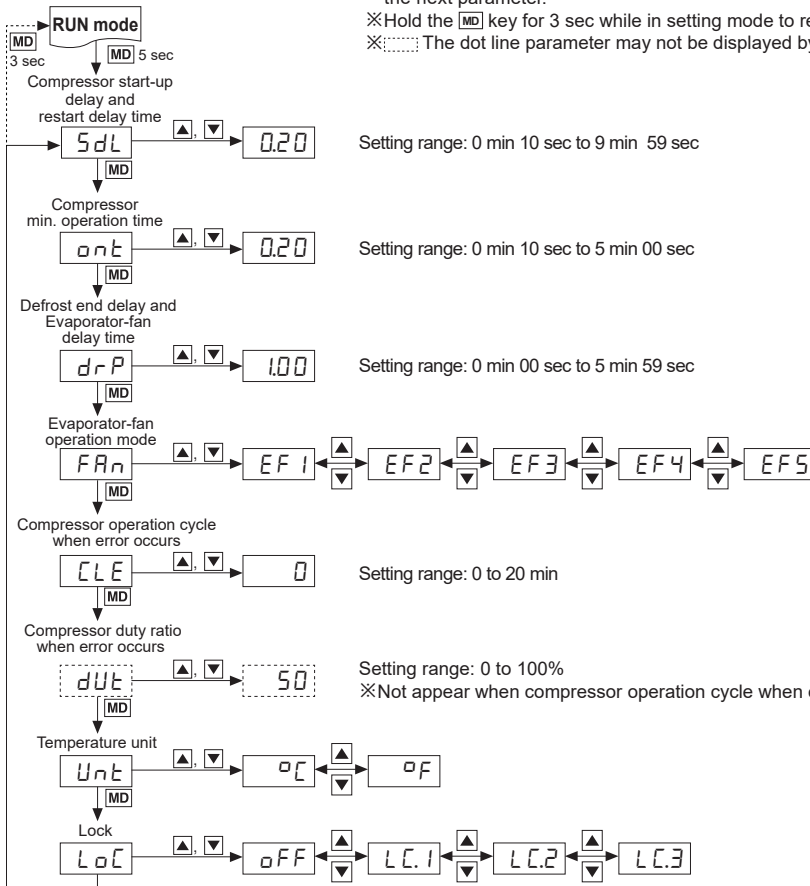 the next parameter.
※Hold the MD key for 3 sec while in setting mode to re
※ The dot line parameter may not be displayed by
RUN mode
MD
3 sec
MD 5 sec
Compressor start-up
delay and
restart delay time
SdL
▲, ▼
0.20
Setting range: 0 min 10 sec to 9 min 59 sec
MD
Compressor
min. operation time
ont
▲, ▼
0.20
Setting range: 0 min 10 sec to 5 min 00 sec
MD
Defrost end delay and
Evaporator-fan
delay time
drP
▲, ▼
1.00
Setting range: 0 min 00 sec to 5 min 59 sec
MD
Evaporator-fan
operation mode
FAn
▲, ▼
EF1 ▲ ▼ EF2 ▲ ▼ EF3 ▲ ▼ EF4 ▲ ▼ EF5
MD
Compressor operation cycle
when error occurs
CLE
▲, ▼
0
Setting range: 0 to 20 min
MD
Compressor duty ratio
when error occurs
dUt
▲, ▼
50
Setting range: 0 to 100%
※Not appear when compressor operation cycle when
MD
Temperature unit
Unt
▲, ▼
°C ▲ ▼ °F
MD
Lock
LoC
▲, ▼
oFF ▲ ▼ LC.1 ▲ ▼ LC.2 ▲ ▼ LC.3